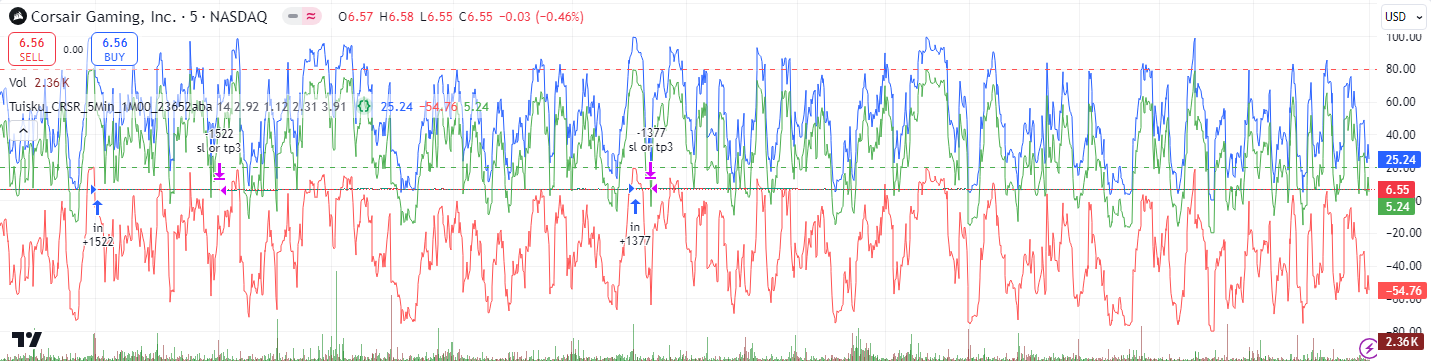 Corsair Gaming, Inc. · 5 · NASDAQ O6.57 H6.58 L6.55 C6.55 −0.03 (−0.46%)
USD
6.56 SELL
0.00
6.56 BUY
Vol 2.36 K
Tuisku_CRSR_5Min_1M00_23652aba 14 2.92 1.12 2.31 3.91 {} 25.24 −54.76 5.24
-1522
sl or tp3
-1377
sl or tp3
in
+1522
in
+1377
100.00
80.00
60.00
40.00
25.24
20.00
6.55
5.24
−20.00
−40.00
−54.76
−60.00
−80.00
2.36 K